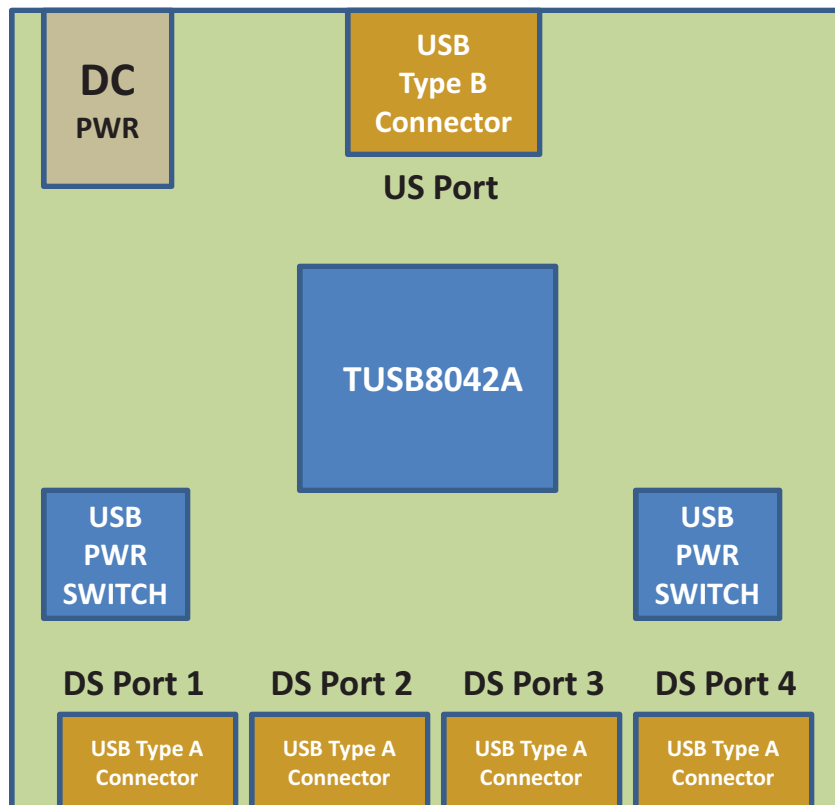 DC
PWR
USB
Type B
Connector
US Port
TUSB8042A
USB
PWR
SWITCH
USB
PWR
SWITCH
DS Port 1
DS Port 2
DS Port 3
DS Port 4
USB Type A
Connector
USB Type A
Connector
USB Type A
Connector
USB Type A
Connector